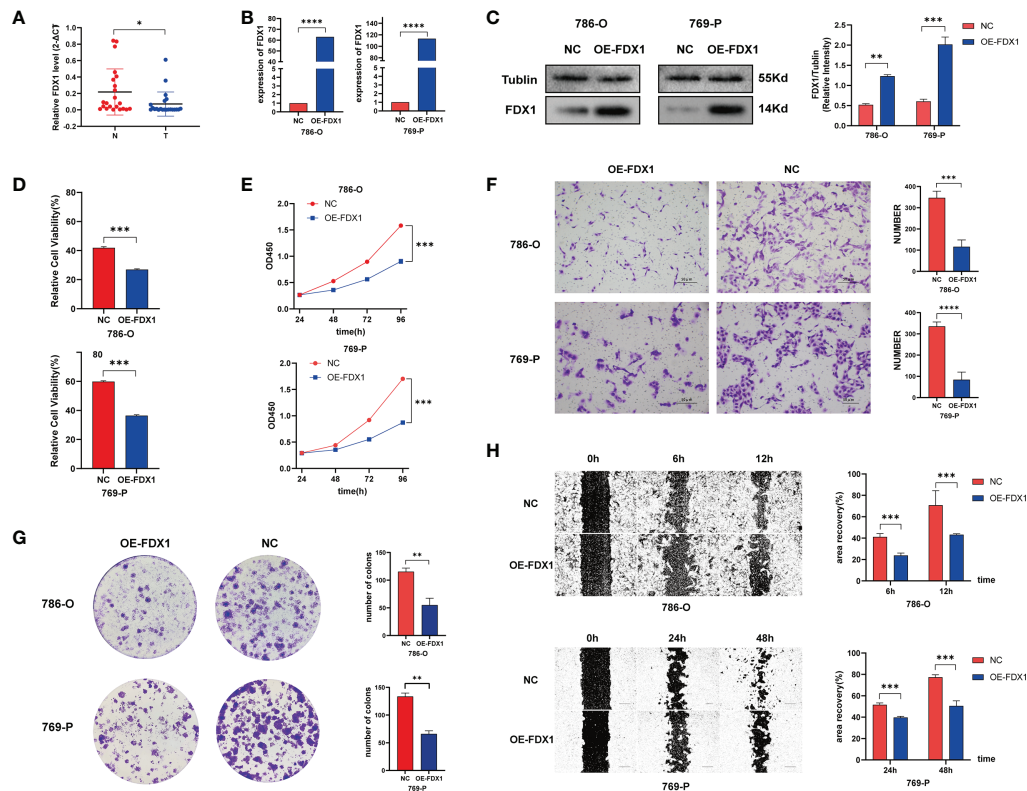 A
Relative FDX1 level (2-ΔCT)
1.0
0.8
0.6
0.4
0.2
0.0
-0.2
*
N
T
B
expression of FDX1
80
70
60
50
40
30
5
4
3
2
1
0
****
NC OE-FDX1
786-O
expression of FDX1
140
120
100
80
60
40
5
4
3
2
1
0
****
NC OE-FDX1
769-P
C
786-O
769-P
NC OE-FDX1
NC OE-FDX1
Tublin
55Kd
FDX1
14Kd
FDX1/Tublin
(Relative Intensity)
2.5
2.0
1.5
1.0
0.5
0.0
**
***
786-O
769-P
NC
OE-FDX1
D
Relative Cell Viability(%)
80
60
40
20
0
***
NC OE-FDX1
786-O
Relative Cell Viability(%)
80
60
40
20
0
***
NC OE-FDX1
769-P
E
786-O
NC
OE-FDX1
OD450
2.0
1.5
1.0
0.5
0.0
***
24 48 72 96
time(h)
769-P
NC
OE-FDX1
OD450
2.0
1.5
1.0
0.5
0.0
***
24 48 72 96
time(h)
F
OE-FDX1
NC
786-O
769-P
NUMBER
400
300
200
100
0
***
NC OE-FDX1
786-O
NUMBER
400
200
0
****
NC OE-FDX1
769-P
G
OE-FDX1
NC
786-O
769-P
number of colons
150
100
50
0
**
NC OE-FDX1
786-O
number of colons
150
100
50
0
**
NC OE-FDX1
769-P
H
0h 6h 12h
NC
OE-FDX1
786-O
area recovery(%)
100
80
60
40
20
0
***
***
6h 12h
time
786-O
NC
OE-FDX1
0h 24h 48h
NC
OE-FDX1
769-P
area recovery(%)
100
80
60
40
20
0
***
***
24h 48h
time
769-P
NC
OE-FDX1